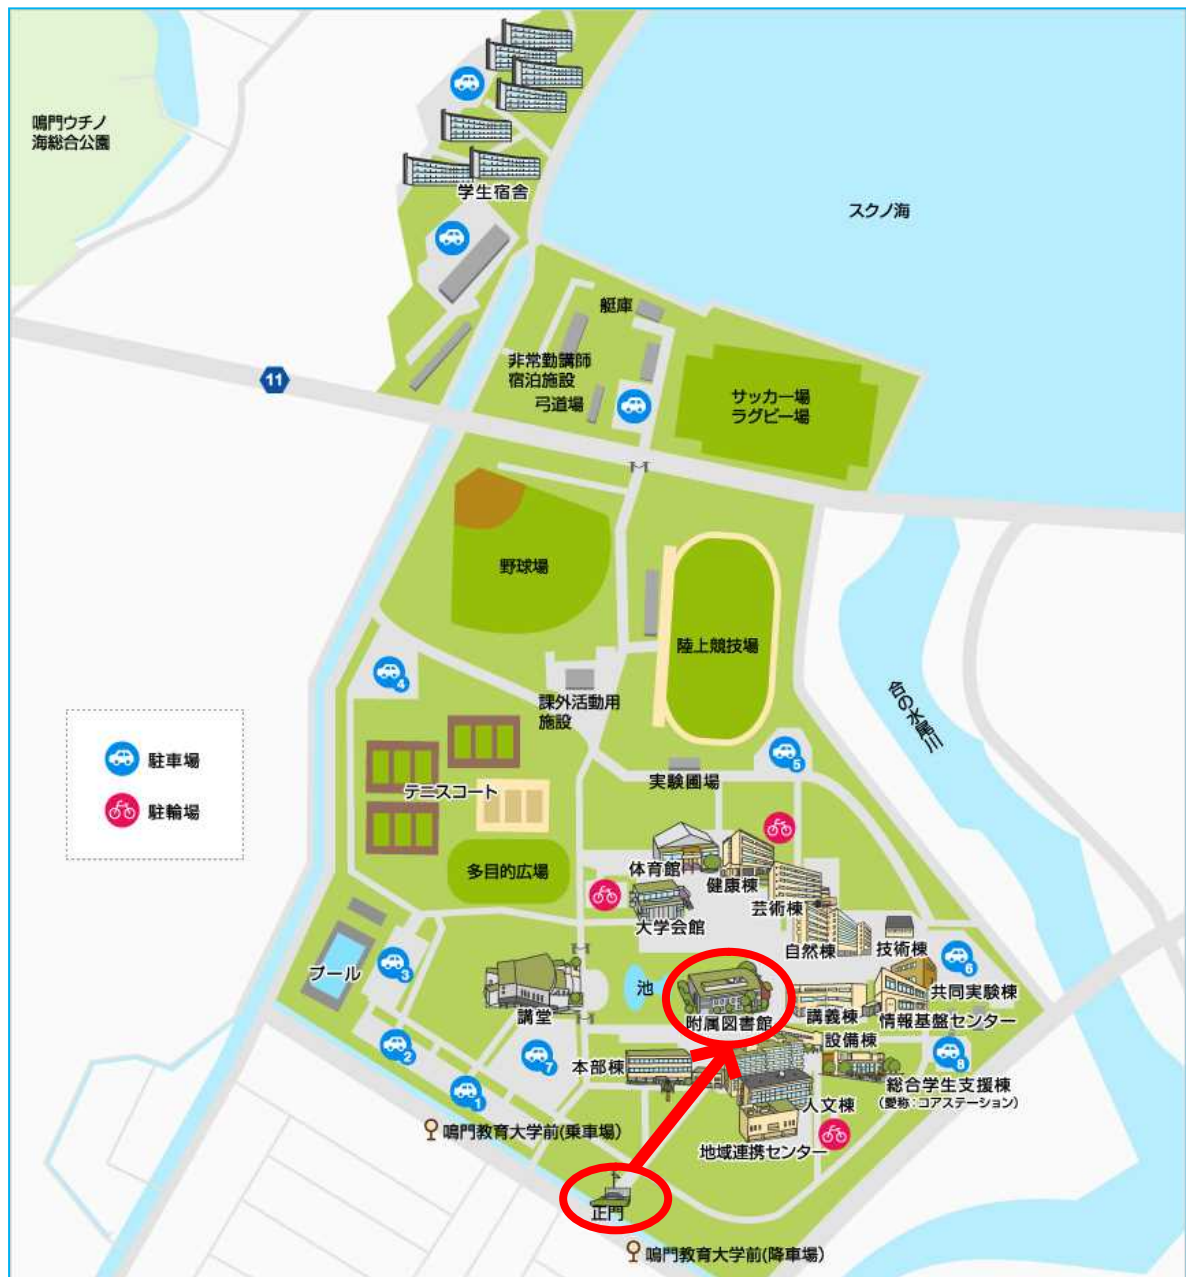 鳴門ウチノ
海総合公園
学生宿舎
スクノ海
艇庫
非常勤講師
宿泊施設
弓道場
サッカー場
ラグビー場
11
野球場
陸上競技場
合の水尾川
4
課外活動用
施設
駐車場
駐輪場
テニスコート
実験圃場
5
多目的広場
体育館
健康棟
芸術棟
大学会館
自然棟
技術棟
6
プール
3
講堂
池
附属図書館
講義棟
共同実験棟
情報基盤センター
設備棟
2
7
本部棟
8
総合学生支援棟
(愛称:コアステーション)
1
人文棟
鳴門教育大学前(乗車場)
地域連携センター
正門
鳴門教育大学前(降車場)